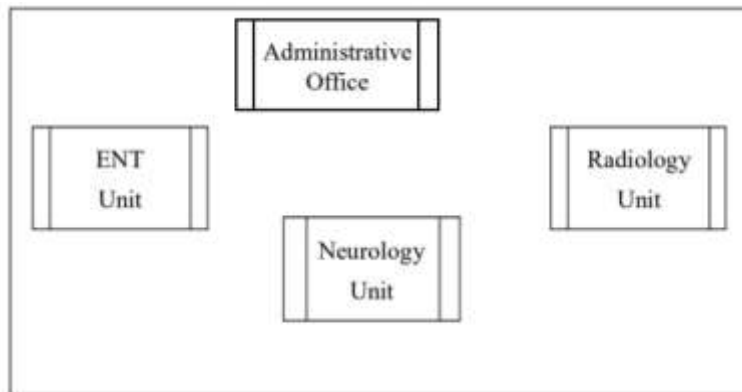 Administrative
Office
ENT
Unit
Radiology
Unit
Neurology
Unit